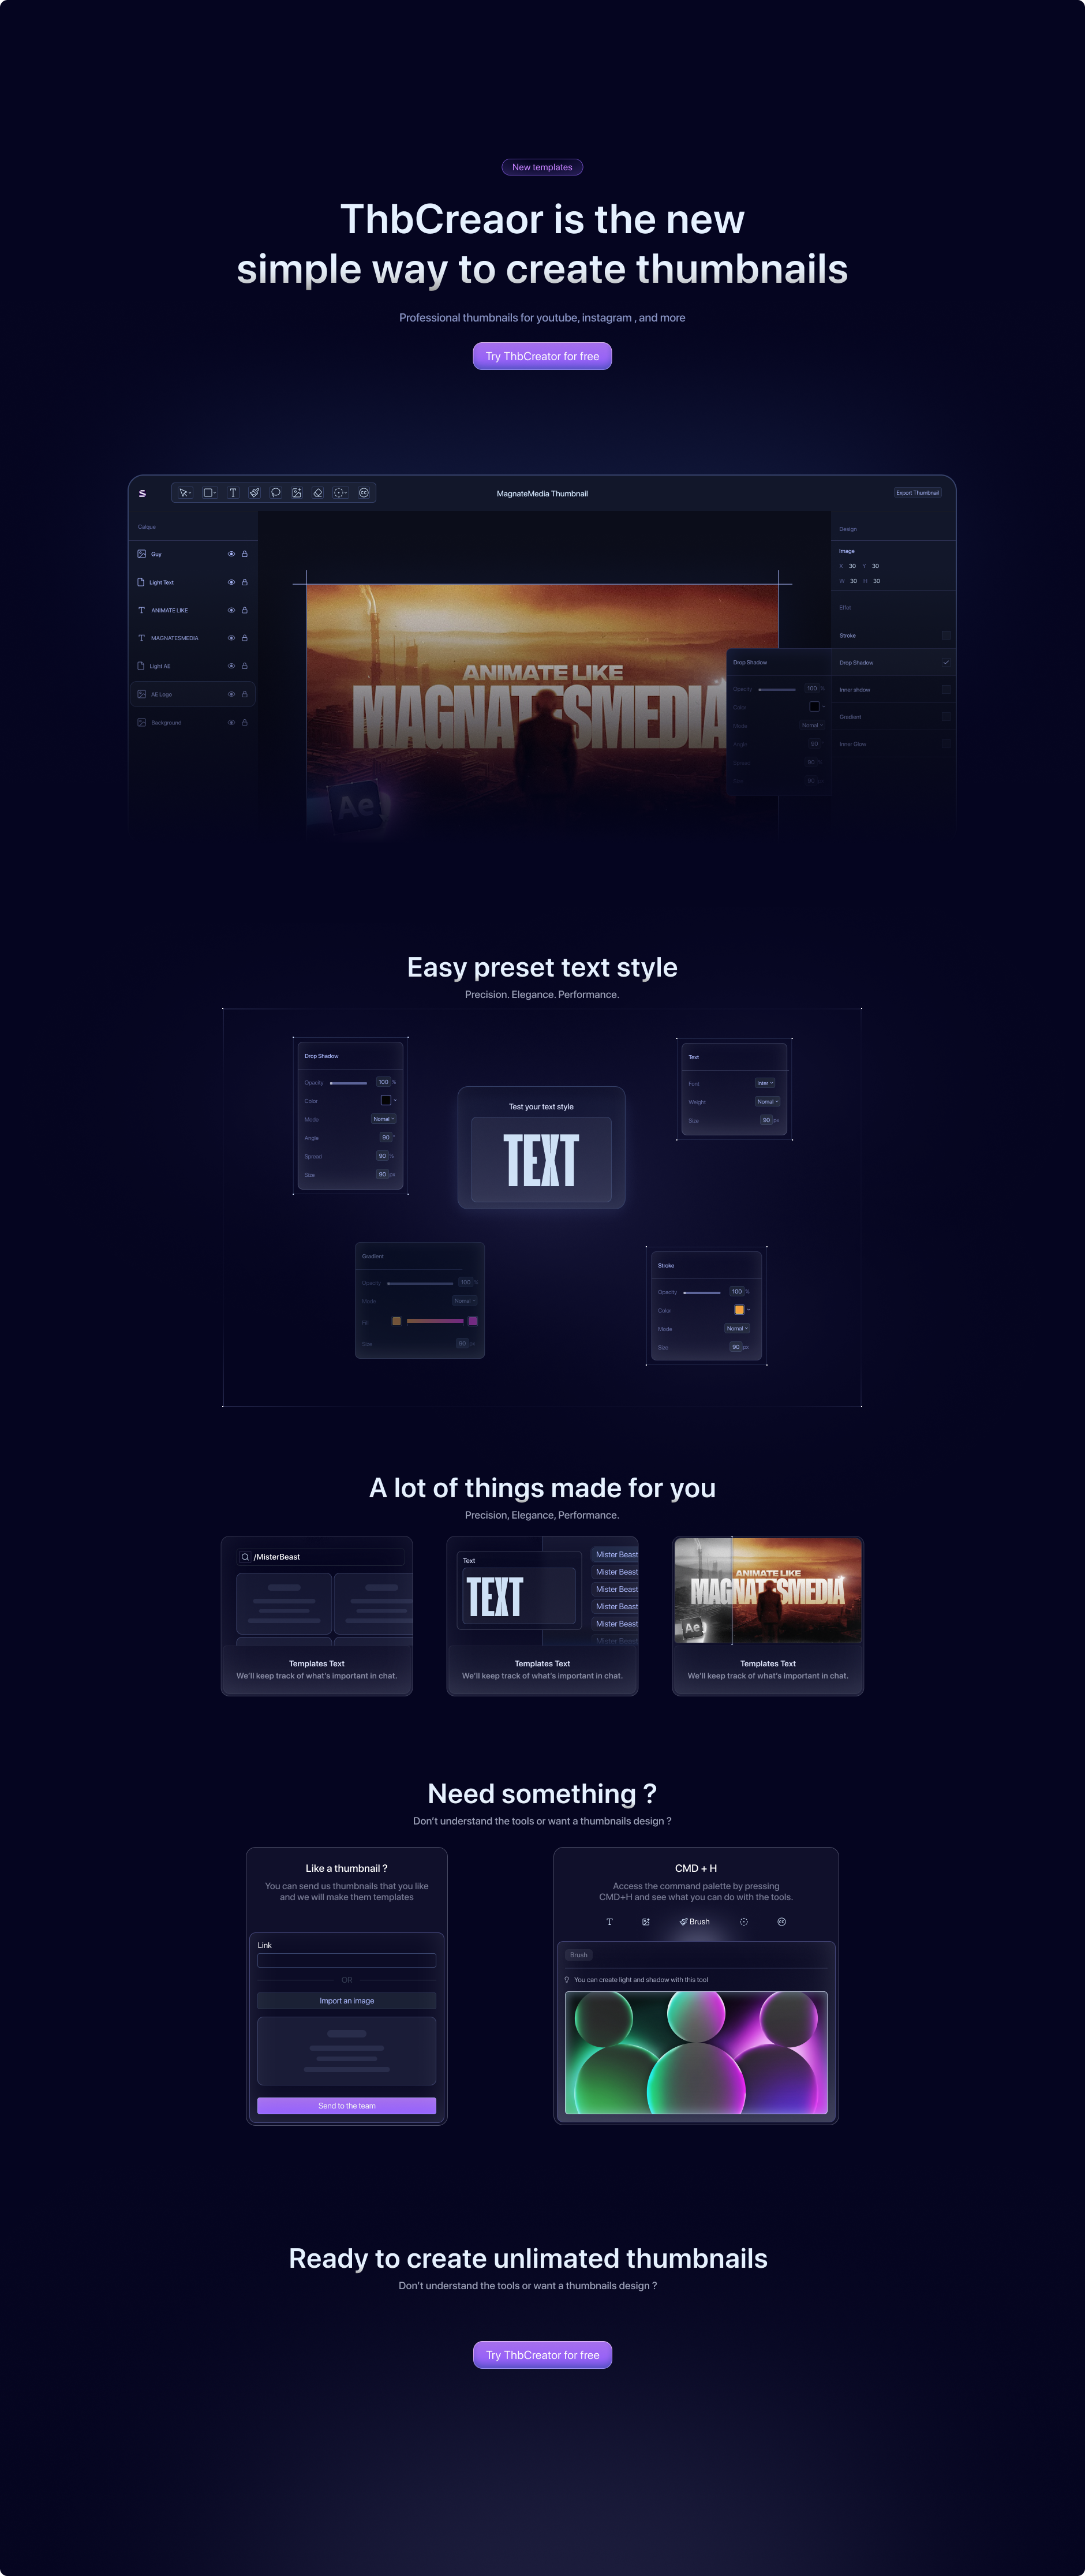 New templates
ThbCreaor is the new
simple way to create thumbnails
Professional thumbnails for youtube, instagram , and more
Try ThbCreator for free
MagnateMedia Thumbnail
Export Thumbnail
Calque
Guy
Light Text
ANIMATE LIKE
MAGNATESMEDIA
Light AE
AE Logo
Background
ANIMATE LIKE
MAGNATESMEDIA
Ae
Design
Image
X 30 Y 30
W 30 H 30
Effet
Stroke
Drop Shadow
Inner shdow
Gradient
Inner Glow
Drop Shadow
Opacity 100 %
Color
Mode Nomal
Angle 90 °
Spread 90 %
Size 90 px
Easy preset text style
Precision. Elegance. Performance.
Drop Shadow
Opacity 100 %
Color
Mode Nomal
Angle 90 °
Spread 90 %
Size 90 px
Test your text style
TEXT
Text
Font Inter
Weight Nomal
Size 90 px
Gradient
Opacity 100 %
Mode Nomal
Fill
Size 90 px
Stroke
Opacity 100 %
Color
Mode Nomal
Size 90 px
A lot of things made for you
Precision, Elegance, Performance.
/MisterBeast
Templates Text
We'll keep track of what's important in chat.
Text
TEXT
Mister Beast
Mister Beast
Mister Beast
Mister Beast
Mister Beast
Mister Beast
Templates Text
We'll keep track of what's important in chat.
ANIMATE LIKE
MAGNATESMEDIA
Ae
Templates Text
We'll keep track of what's important in chat.
Need something ?
Don't understand the tools or want a thumbnails design ?
Like a thumbnail ?
You can send us thumbnails that you like
and we will make them templates
Link
OR
Import an image
Send to the team
CMD + H
Access the command palette by pressing
CMD+H and see what you can do with the tools.
Brush
Brush
You can create light and shadow with this tool
Ready to create unlimated thumbnails
Don't understand the tools or want a thumbnails design ?
Try ThbCreator for free